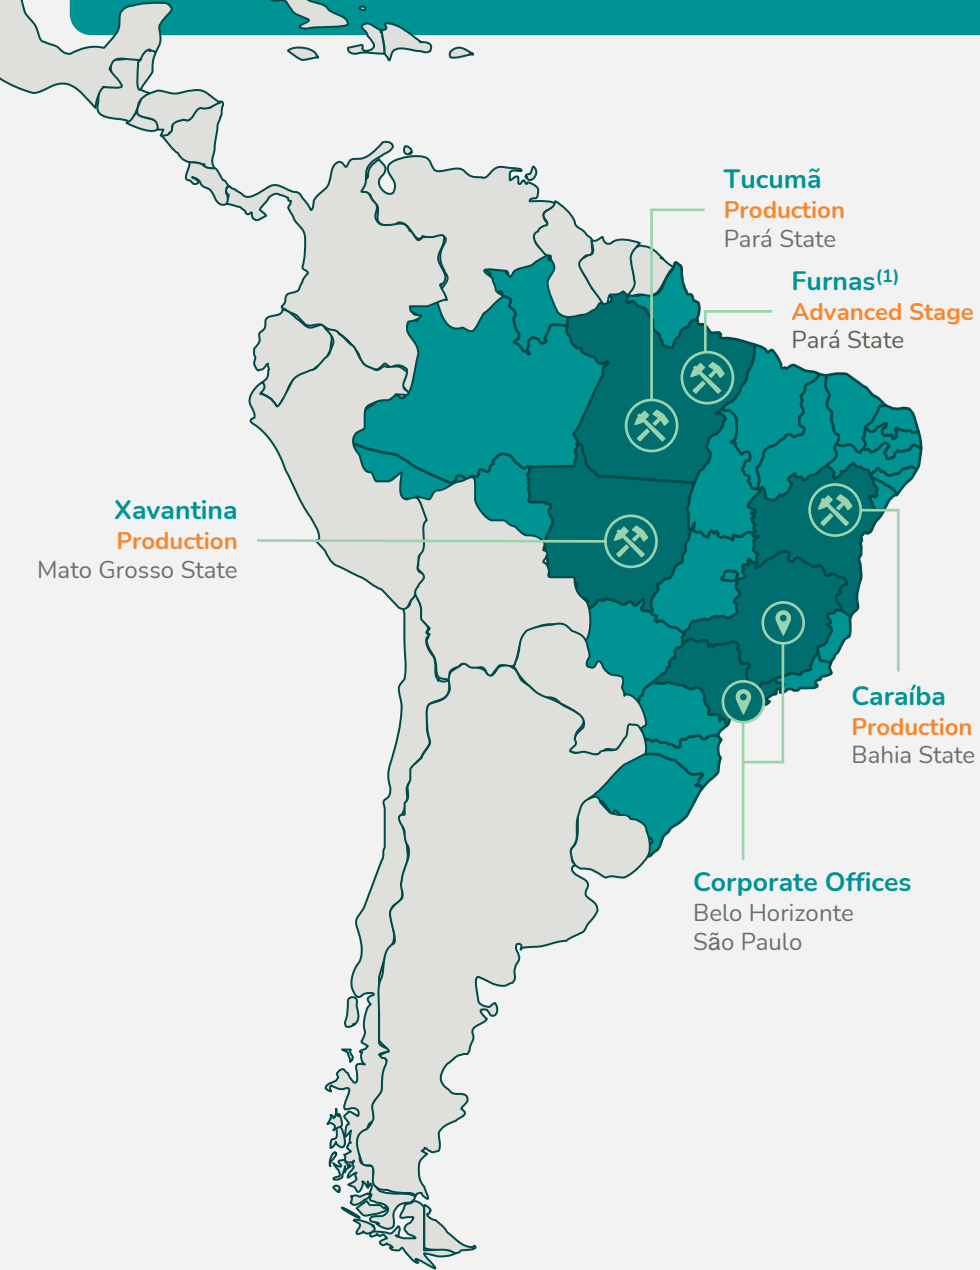 Tucumã
Production
Pará State
Furnas(1)
Advanced Stage
Pará State
Xavantina
Production
Mato Grosso State
Caraíba
Production
Bahia State
Corporate Offices
Belo Horizonte
São Paulo